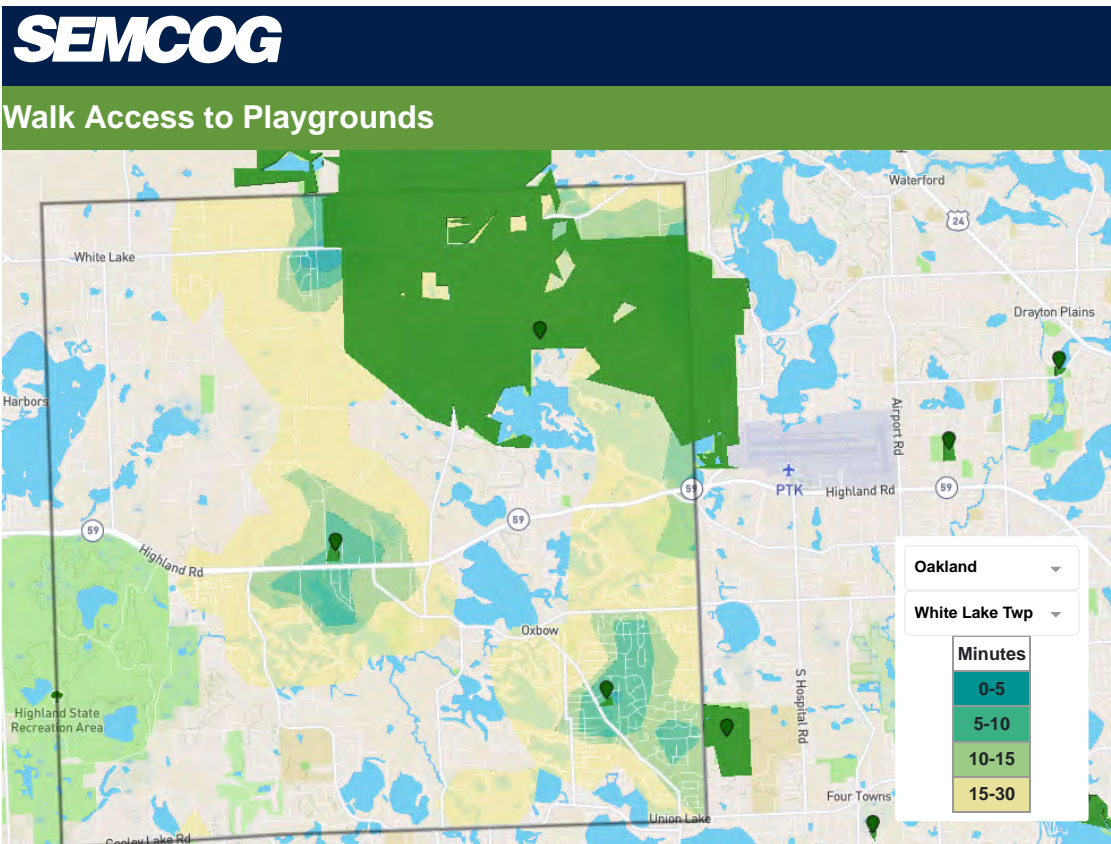 SEMCOG
Walk Access to Playgrounds
Waterford
24
White Lake
Drayton Plains
Harbors
Airport Rd
PTK
Highland Rd
59
59
59
59
Highland Rd
Oakland
White Lake Twp
Minutes
0-5
5-10
10-15
15-30
Oxbow
S Hospital Rd
Highland State
Recreation Area
Four Towns
Union Lake
Cooley Lake Rd